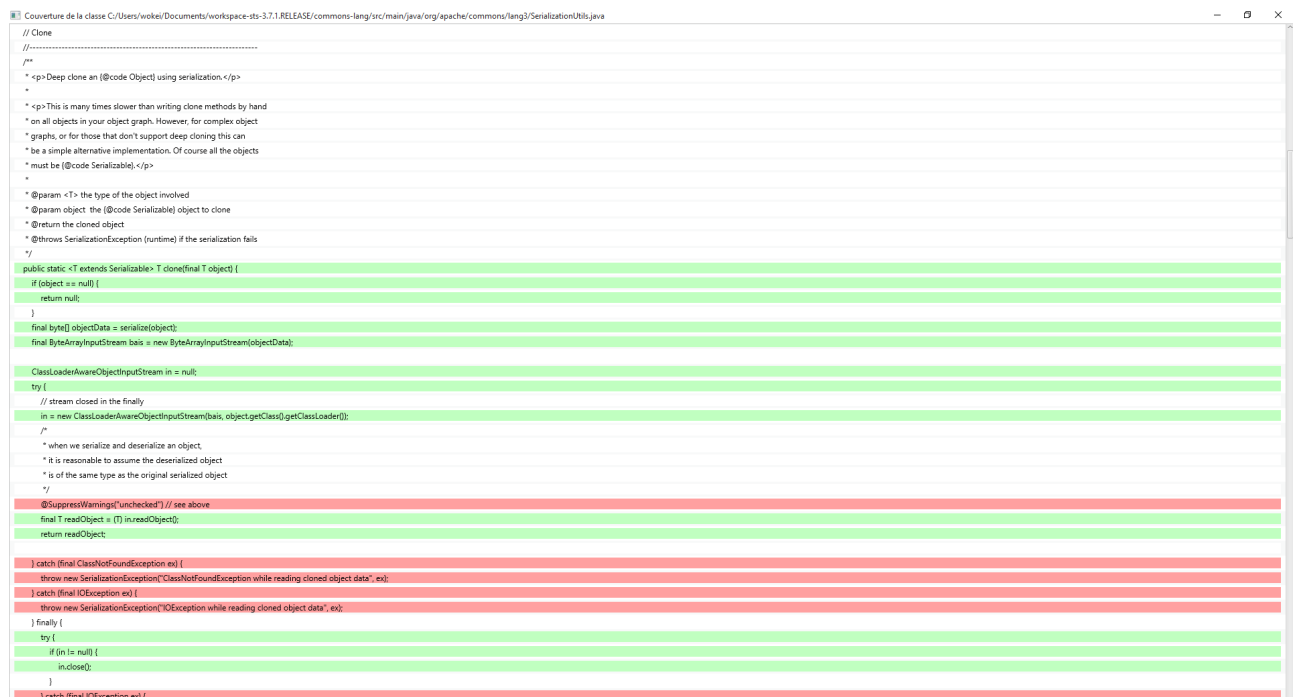 Couverture de la classe C:/Users/wokei/Documents/workspace-sts-3.7.1.RELEASE/commons-lang/src/main/java/org/apache/commons/lang3/SerializationUtils.java
// Clone
//-----------------------------------------------------------------------
/**
* <p>Deep clone an {@code Object} using serialization.</p>
*
* <p>This is many times slower than writing clone methods by hand
* on all objects in your object graph. However, for complex object
* graphs, or for those that don't support deep cloning this can
* be a simple alternative implementation. Of course all the objects
* must be {@code Serializable}.</p>
*
* @param <T> the type of the object involved
* @param object  the {@code Serializable} object to clone
* @return the cloned object
* @throws SerializationException (runtime) if the serialization fails
*/
public static <T extends Serializable> T clone(final T object) {
if (object == null) {
return null;
}
final byte[] objectData = serialize(object);
final ByteArrayInputStream bais = new ByteArrayInputStream(objectData);
ClassLoaderAwareObjectInputStream in = null;
try {
// stream closed in the finally
in = new ClassLoaderAwareObjectInputStream(bais, object.getClass().getClassLoader());
/*
* when we serialize and deserialize an object,
* it is reasonable to assume the deserialized object
* is of the same type as the original serialized object
*/
@SuppressWarnings("unchecked") // see above
final T readObject = (T) in.readObject();
return readObject;
} catch (final ClassNotFoundException ex) {
throw new SerializationException("ClassNotFoundException while reading cloned object data", ex);
} catch (final IOException ex) {
throw new SerializationException("IOException while reading cloned object data", ex);
} finally {
try {
if (in != null) {
in.close();
}
} catch (final IOException ex) {